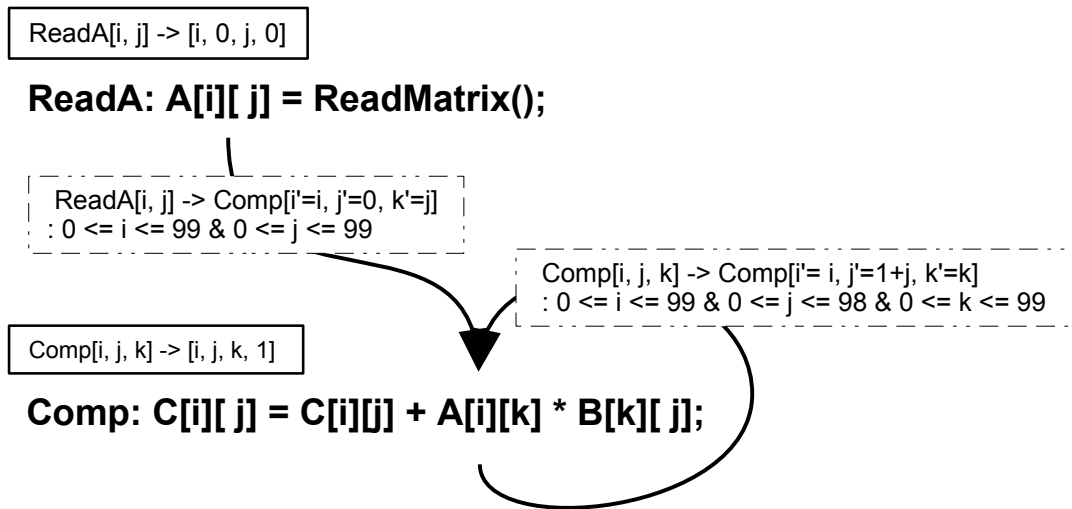 ReadA[i, j] -> [i, 0, j, 0]
ReadA: A[i][ j] = ReadMatrix();
ReadA[i, j] -> Comp[i'=i, j'=0, k'=j]
: 0 <= i <= 99 & 0 <= j <= 99
Comp[i, j, k] -> Comp[i'= i, j'=1+j, k'=k]
: 0 <= i <= 99 & 0 <= j <= 98 & 0 <= k <= 99
Comp[i, j, k] -> [i, j, k, 1]
Comp: C[i][ j] = C[i][j] + A[i][k] * B[k][ j];